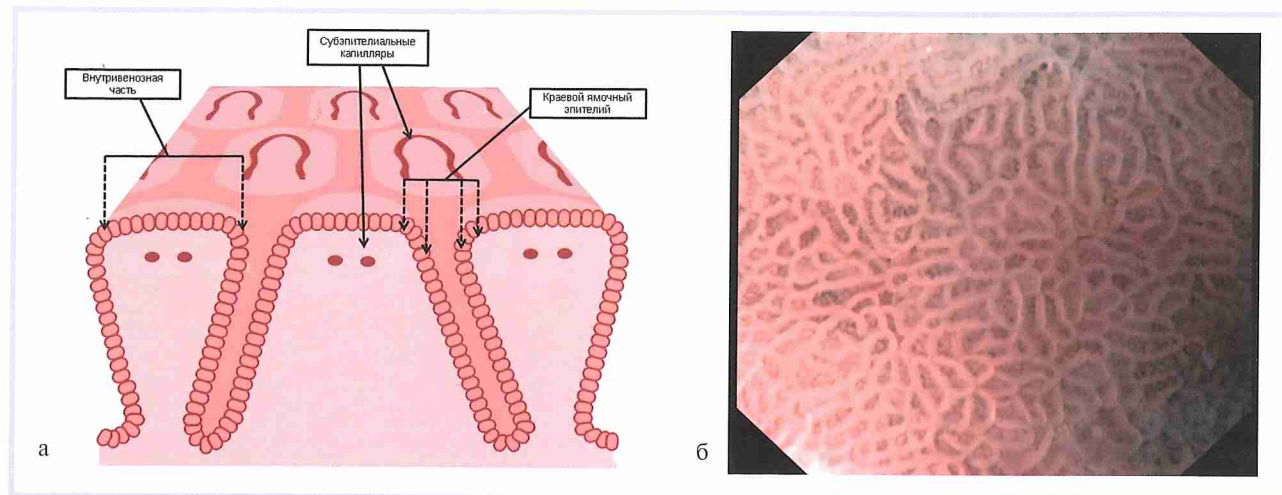 Субэпителиальные
капилляры
Внутривенозная
часть
Краевой ямочный
эпителий
а
б